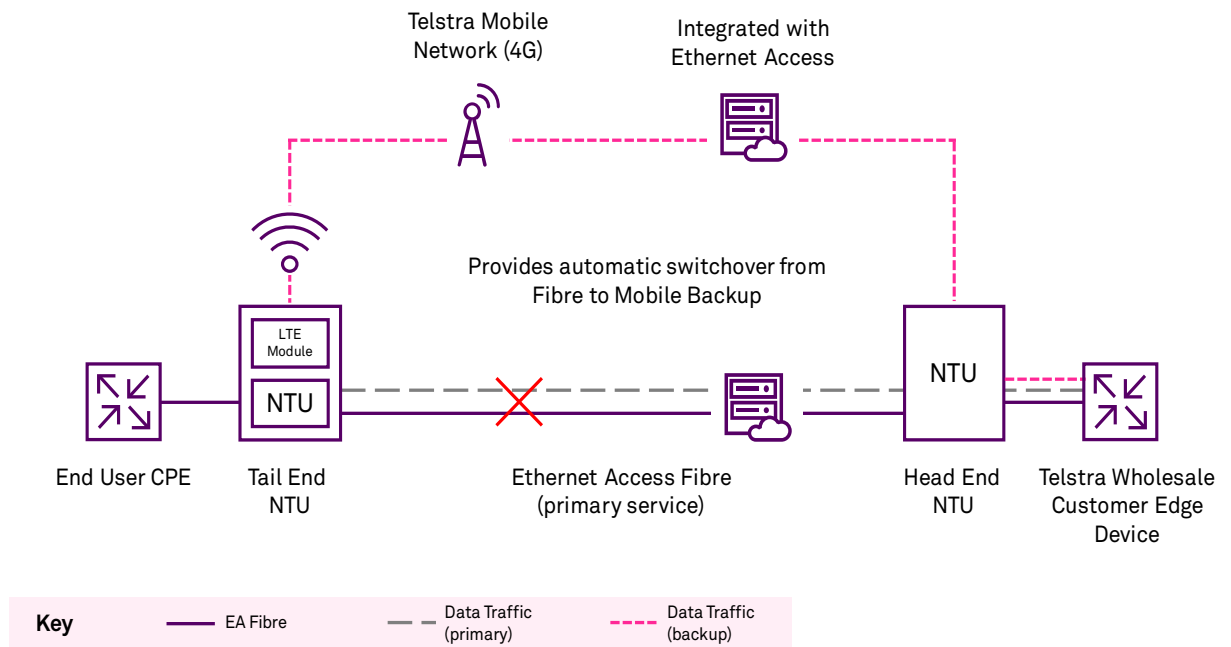 Telstra Mobile
Network (4G)
Integrated with
Ethernet Access
Provides automatic switchover from
Fibre to Mobile Backup
LTE
Module
NTU
NTU
End User CPE
Tail End
NTU
Ethernet Access Fibre
(primary service)
Head End
NTU
Telstra Wholesale
Customer Edge
Device
Key
EA Fibre
Data Traffic
(primary)
Data Traffic
(backup)